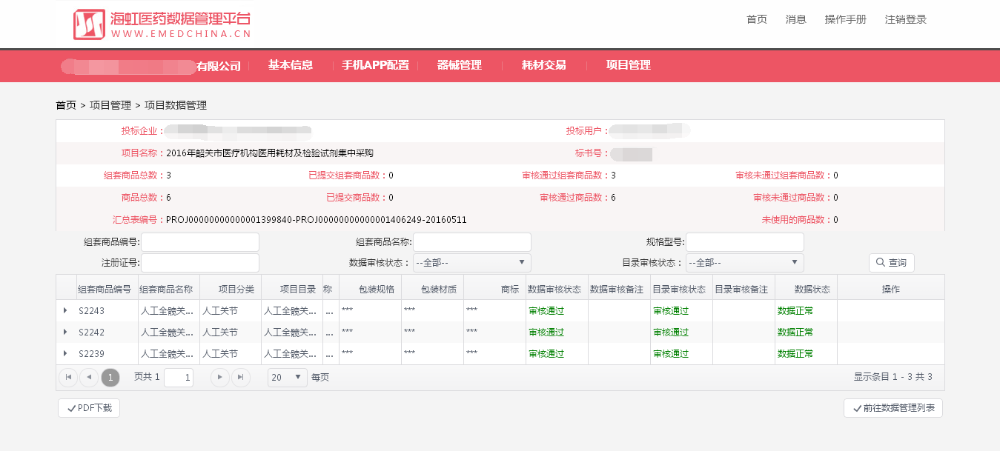 海虹医药数据管理平台
WWW.EMEDCHINA.CN
首页 消息 操作手册 注销登录
有限公司 基本信息 手机APP配置 器械管理 耗材交易 项目管理
首页 > 项目管理 > 项目数据管理
投标企业： 投标用户：
项目名称：2016年韶关市医疗机构医用耗材及检验试剂集中采购 标书号：
组套商品总数：3 已提交组套商品数：0 审核通过组套商品数：3 审核未通过组套商品数：0
商品总数：6 已提交商品数：0 审核通过商品数：6 审核未通过商品数：0
汇总表编号：PROJ00000000000001399840-PROJ00000000000001406249-20160511 未使用的商品数：0
组套商品编号: 组套商品名称: 规格型号:
注册证号: 数据审核状态： --全部-- 目录审核状态： --全部-- 查询
组套商品编号 组套商品名称 项目分类 项目目录 称 包装规格 包装材质 商标 数据审核状态 数据审核备注 目录审核状态 目录审核备注 数据状态 操作
S2243 人工全髋关... 人工关节 人工全髋关... ... *** *** *** 审核通过 审核通过 数据正常
S2242 人工全髋关... 人工关节 人工全髋关... ... *** *** *** 审核通过 审核通过 数据正常
S2239 人工全髋关... 人工关节 人工全髋关... ... *** *** *** 审核通过 审核通过 数据正常
1 页共 1 1 20 每页 显示条目 1 - 3 共 3
PDF下载 前往数据管理列表